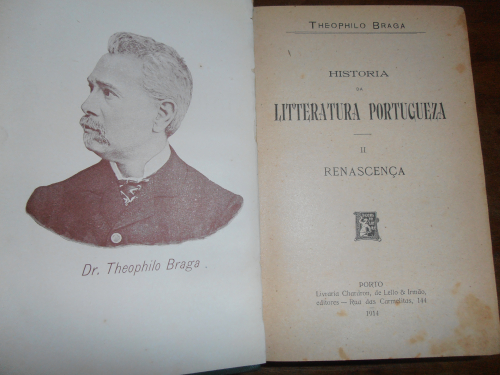 Dr. Theophilo Braga
THEOPHILO BRAGA
HISTORIA
DA
LITTERATURA PORTUGUEZA
II
RENASCENÇA
PORTO
Livraria Chardron, de Lello & Irmão,
editores — Rua das Carmelitas, 144
1914